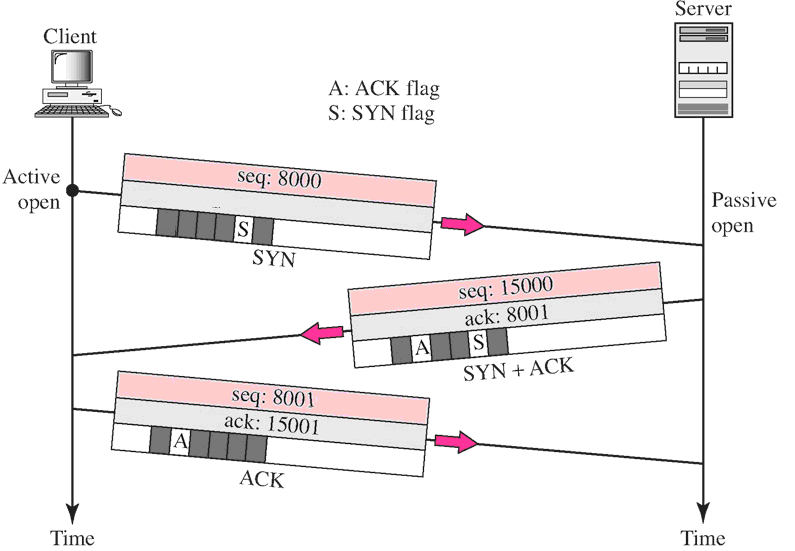 Client
Server
A: ACK flag
S: SYN flag
Active
open
seq: 8000
S
SYN
Passive
open
seq: 15000
ack: 8001
A
S
SYN + ACK
seq: 8001
ack: 15001
A
ACK
Time
Time